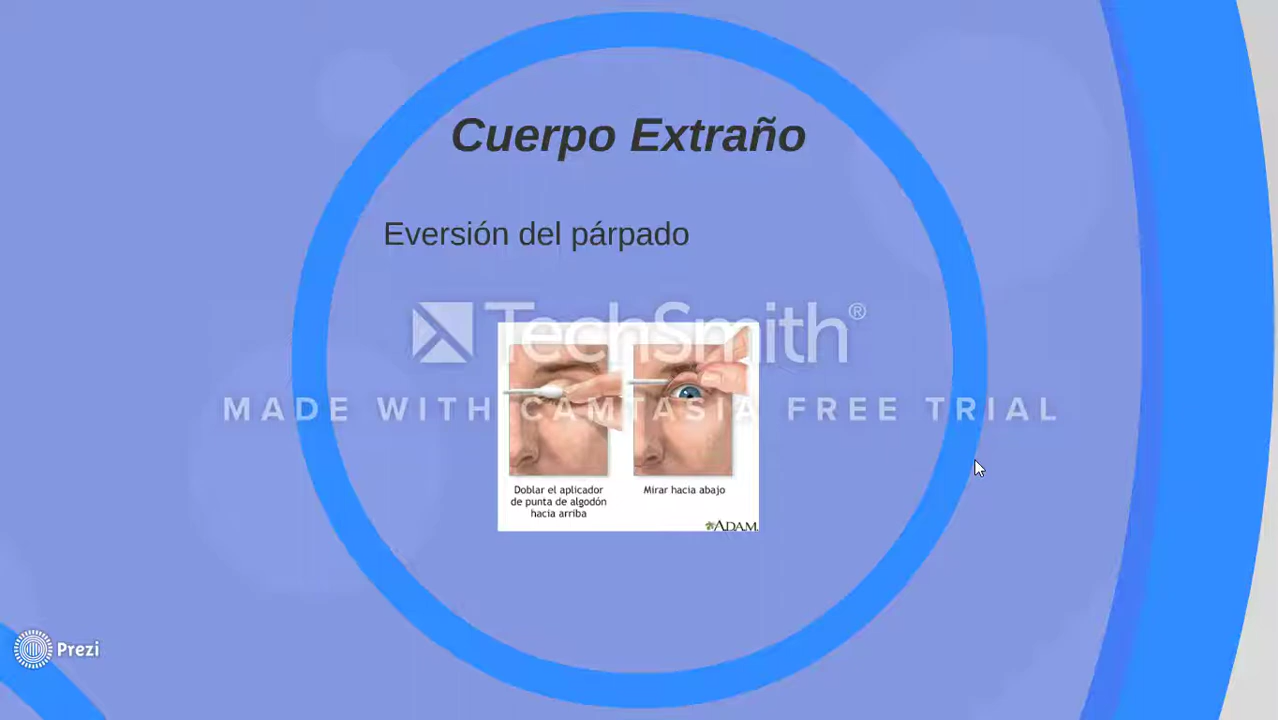 Cuerpo Extraño
Eversión del párpado
TechSmith®
MADE WITH CAMTASIA FREE TRIAL
Doblar el aplicador
de punta de algodón
hacia arriba
Mirar hacia abajo
ADAM.
Prezi